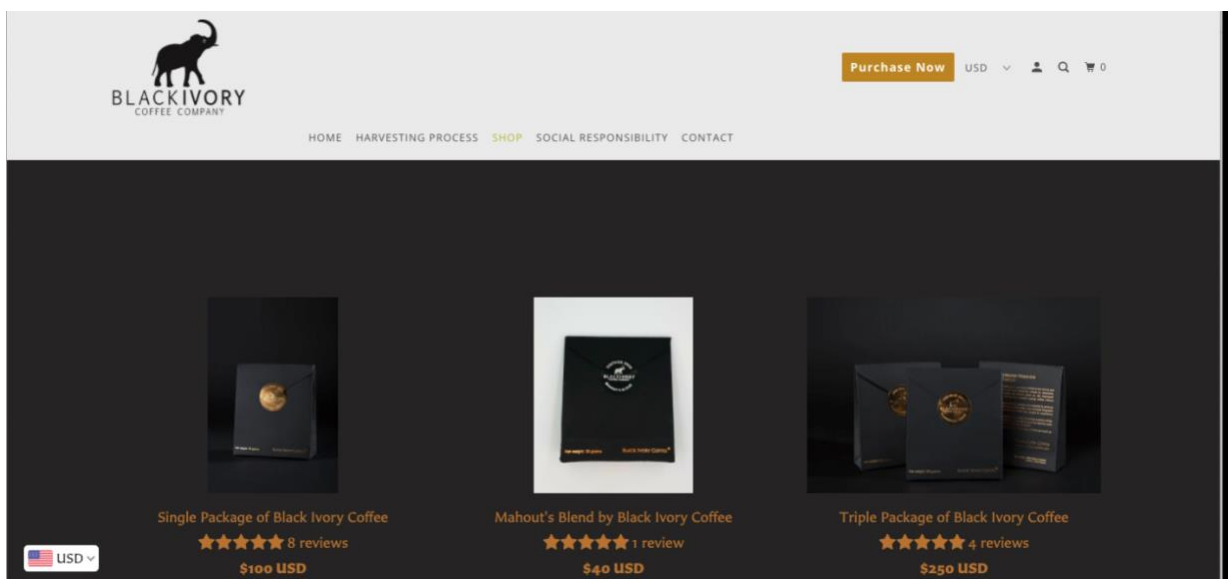 BLACKIVORY
COFFEE COMPANY
Purchase Now USD 0
HOME HARVESTING PROCESS SHOP SOCIAL RESPONSIBILITY CONTACT
Single Package of Black Ivory Coffee
8 reviews
$100 USD
Mahout's Blend by Black Ivory Coffee
1 review
$40 USD
Triple Package of Black Ivory Coffee
4 reviews
$250 USD
USD